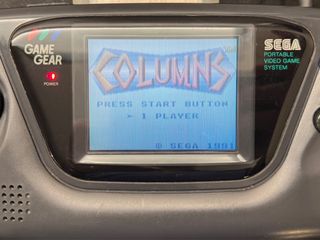 GAME
GEAR
POWER
COLUMNS
PRESS START BUTTON
1 PLAYER
© SEGA 1991
SEGA
PORTABLE
VIDEO GAME
SYSTEM